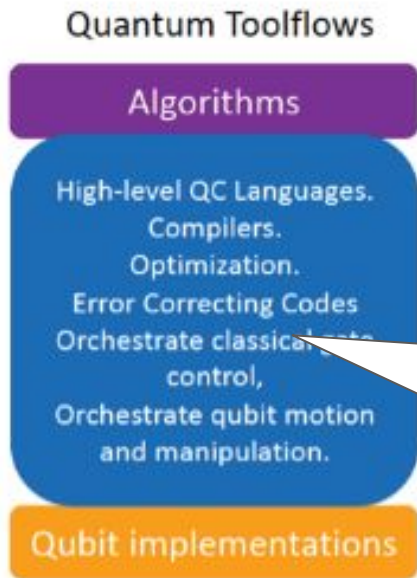 Quantum Toolflows
Algorithms
High-level QC Languages.
Compilers.
Optimization.
Error Correcting Codes
Orchestrate classical gate
control,
Orchestrate qubit motion
and manipulation.
Qubit implementations